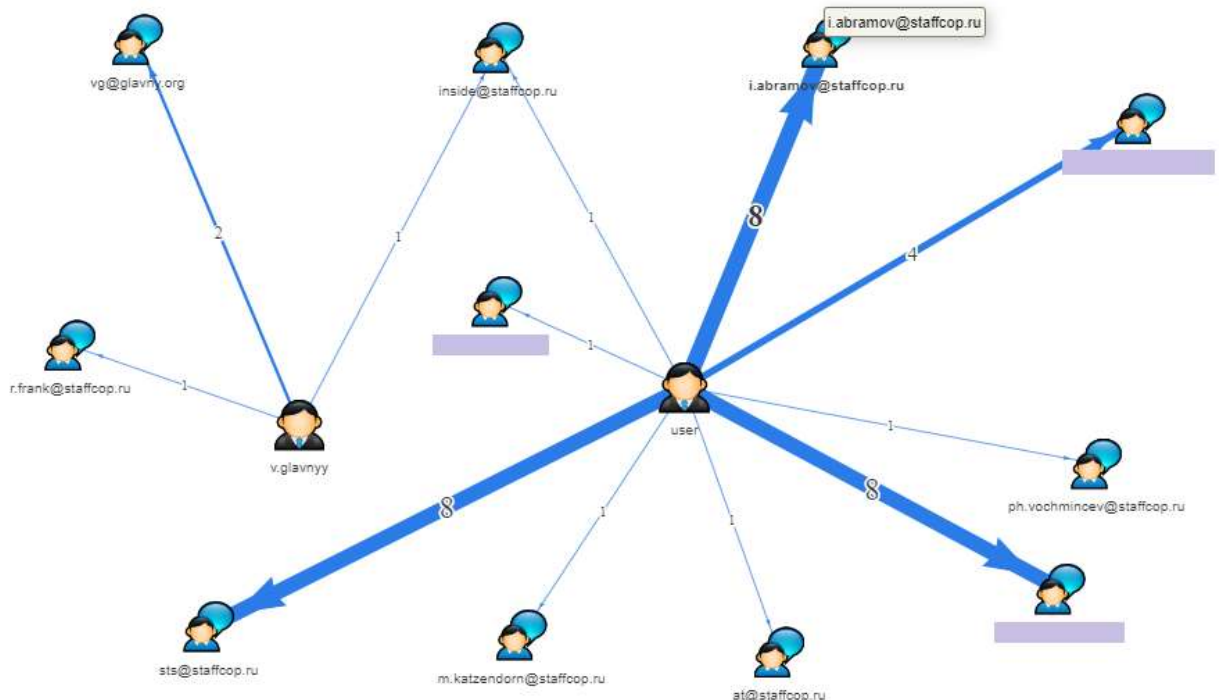 i.abramov@staffcop.ru
vg@glavny.org
inside@staffcop.ru
i.abramov@staffcop.ru
2
1
1
8
4
1
r.frank@staffcop.ru
1
v.glavnyy
user
1
8
8
1
1
ph.vochmincev@staffcop.ru
sts@staffcop.ru
m.katzendorn@staffcop.ru
at@staffcop.ru